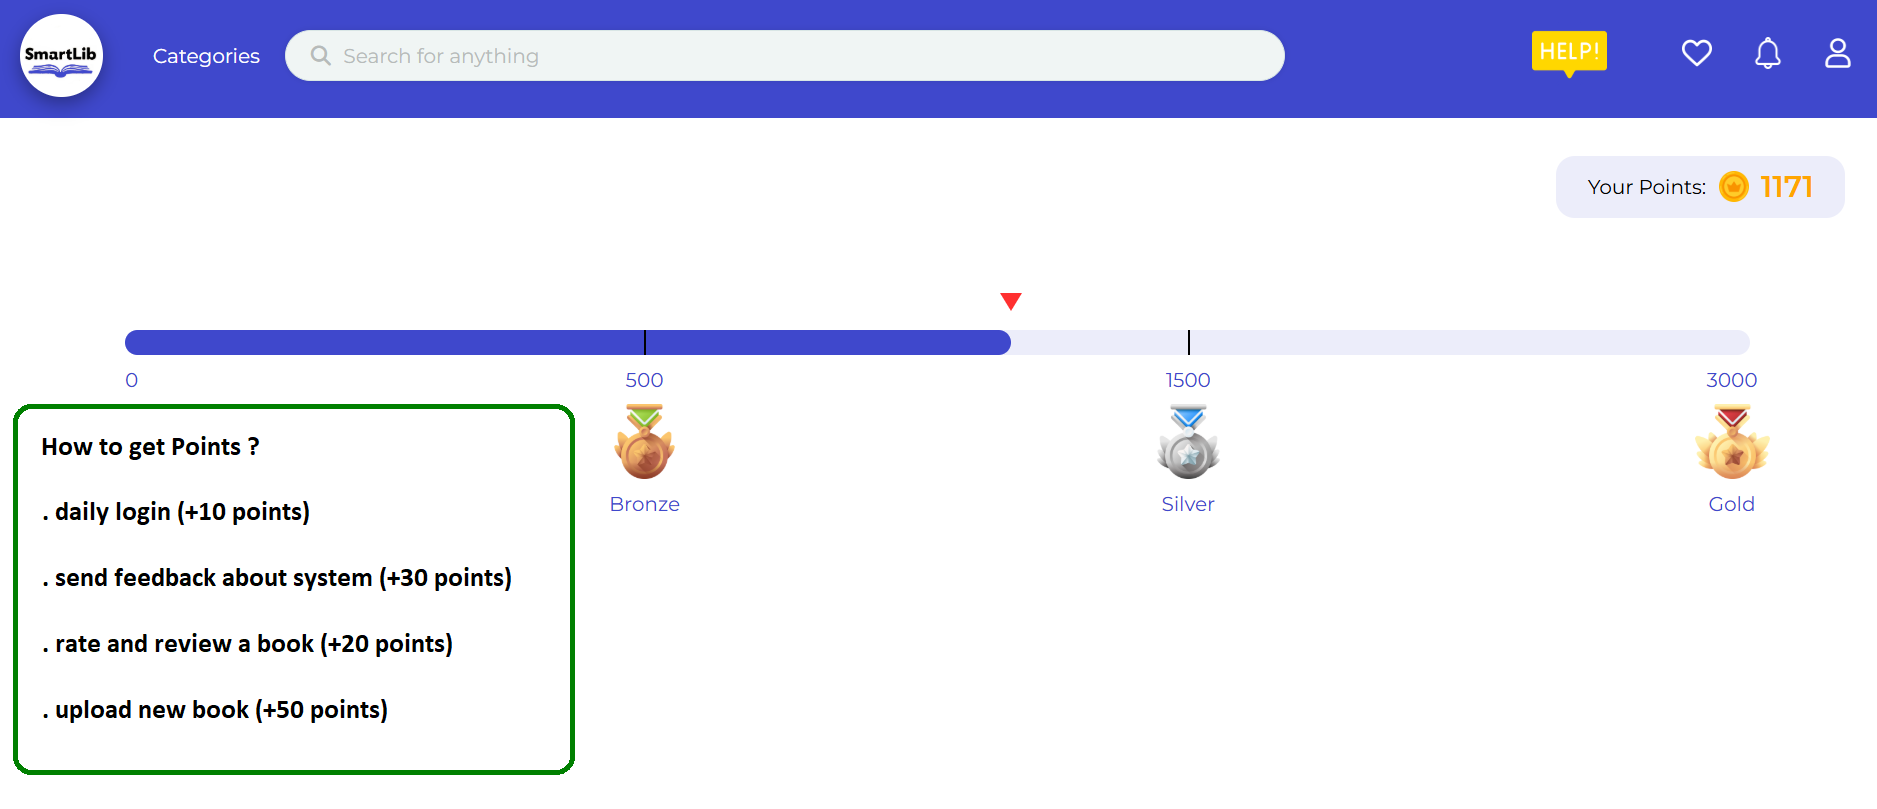 SmartLib
Categories
Search for anything
HELP!
Your Points: 1171
0 500 1500 3000
Bronze Silver Gold
How to get Points ?
. daily login (+10 points)
. send feedback about system (+30 points)
. rate and review a book (+20 points)
. upload new book (+50 points)